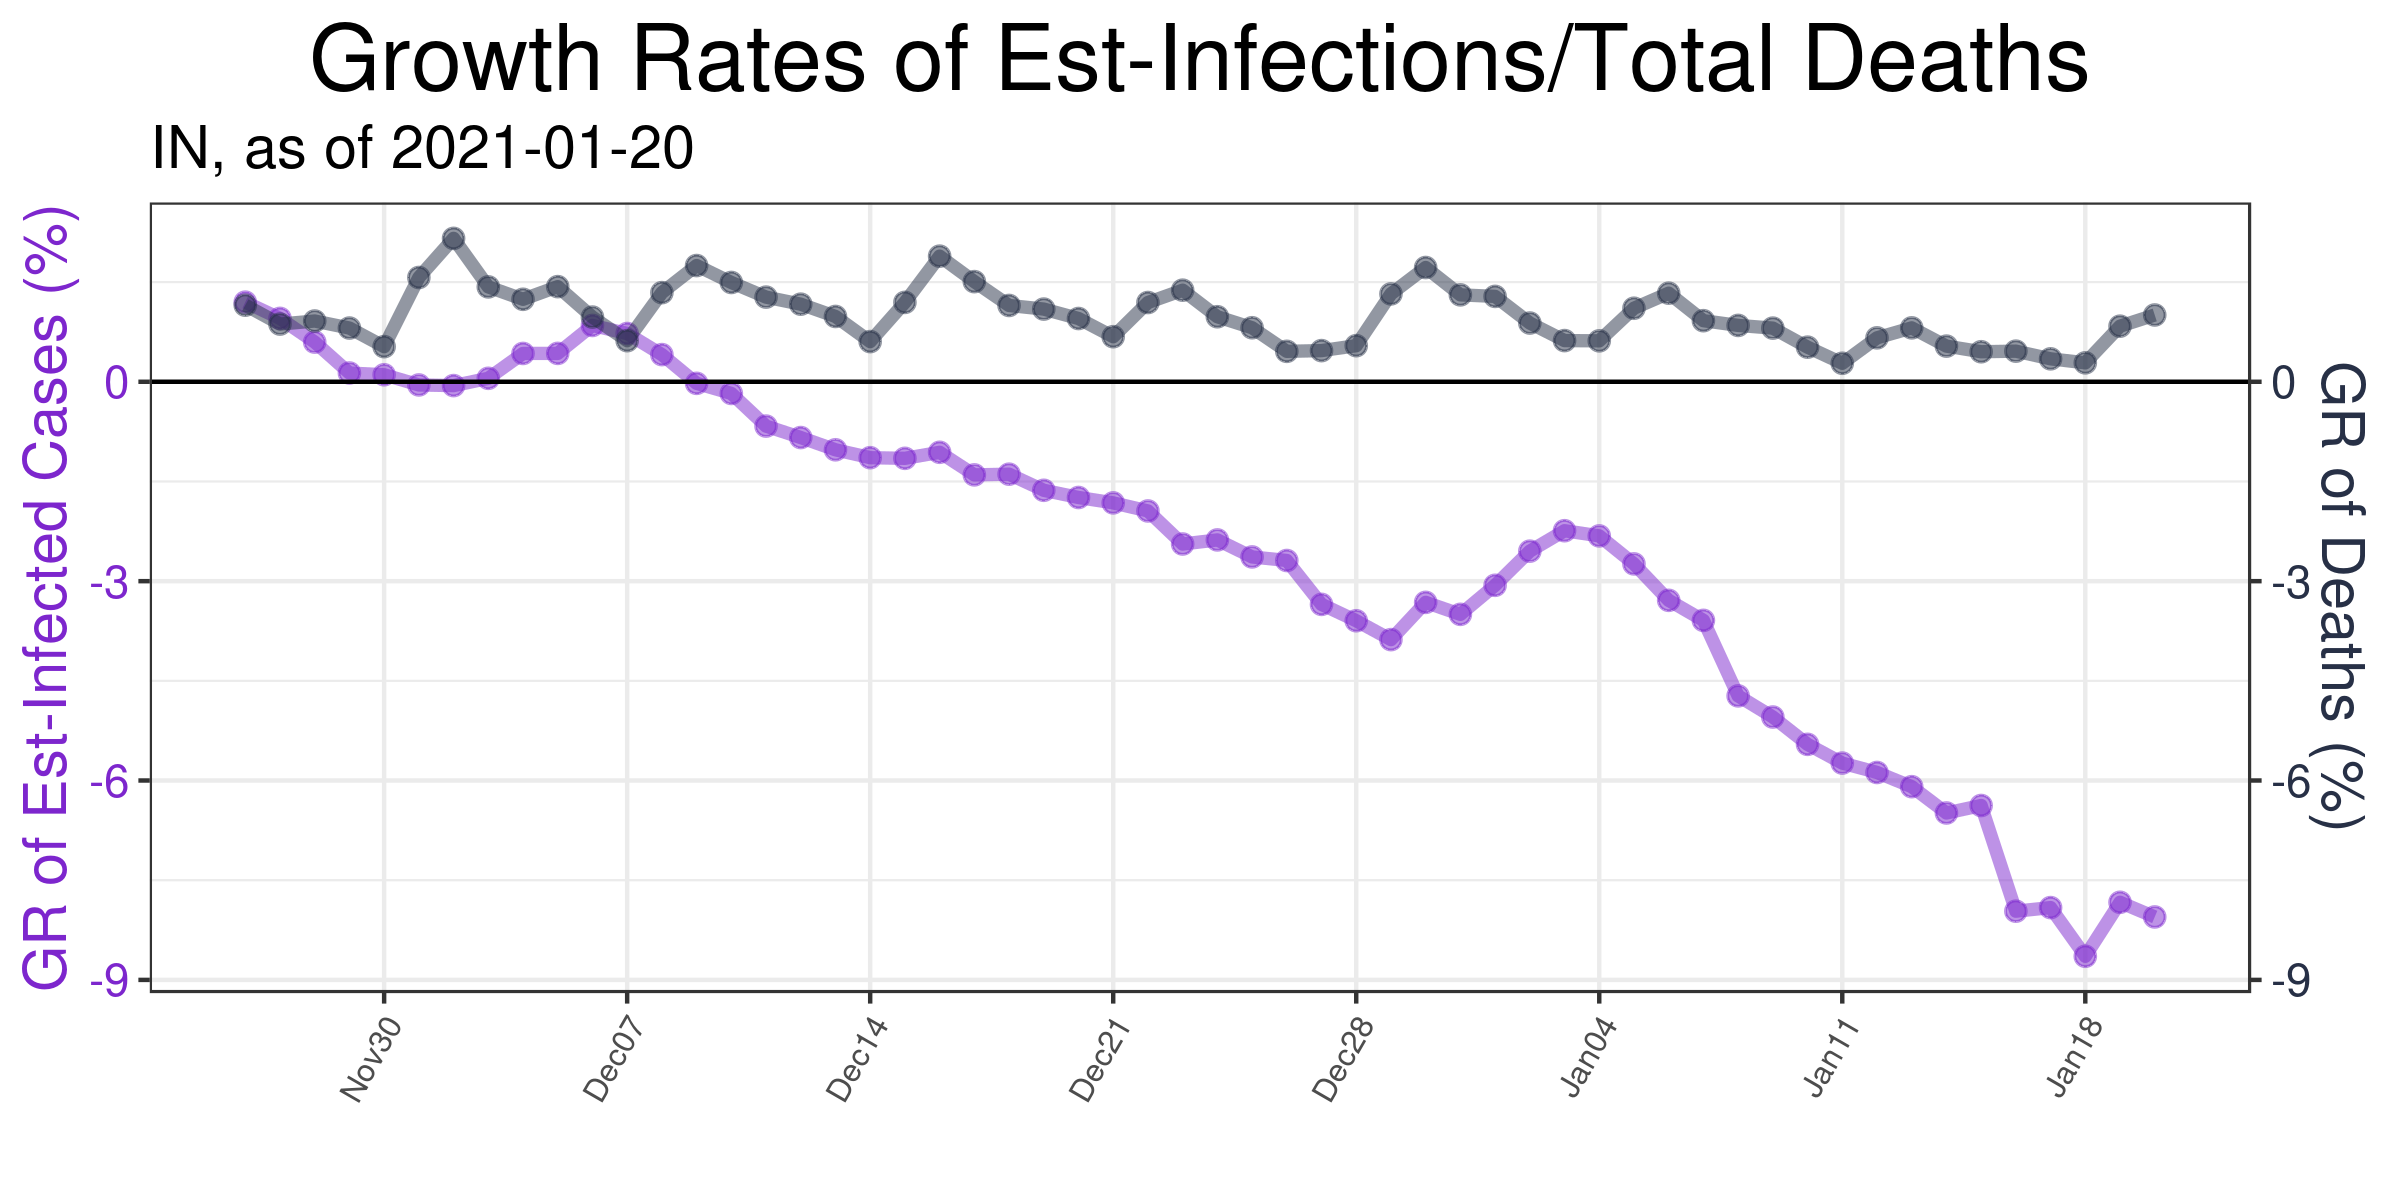 Growth Rates of Est-Infections/Total Deaths
IN, as of 2021-01-20
GR of Est-Infected Cases (%)
0
-3
-6
-9
0
-3
-6
-9
GR of Deaths (%)
Nov30
Dec07
Dec14
Dec21
Dec28
Jan04
Jan11
Jan18